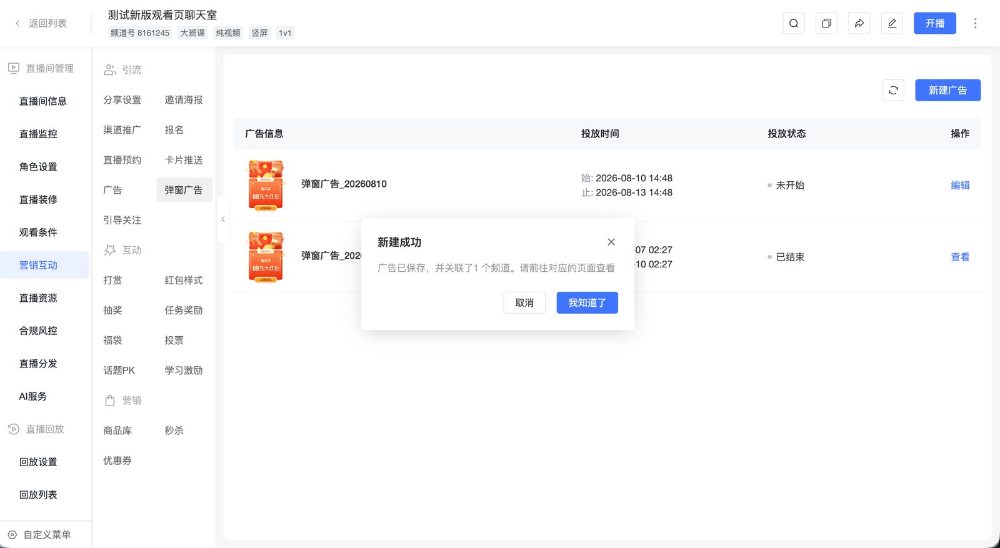 返回列表
测试新版观看页聊天室
频道号 8161245 大班课 纯视频 竖屏 1v1
开播
直播间管理
直播间信息
直播监控
角色设置
直播装修
观看条件
营销互动
直播资源
合规风控
直播分发
AI服务
直播回放
回放设置
回放列表
自定义菜单
引流
分享设置 邀请海报
渠道推广 报名
直播预约 卡片推送
广告 弹窗广告
引导关注
互动
打赏 红包样式
抽奖 任务奖励
福袋 投票
话题PK 学习激励
营销
商品库 秒杀
优惠券
新建广告
广告信息 投放时间 投放状态 操作
88元大红包
弹窗广告_20260810
始: 2026-08-10 14:48
止: 2026-08-13 14:48
未开始
编辑
88元大红包
弹窗广告_202
-07 02:27
-10 02:27
已结束
查看
新建成功
广告已保存，并关联了1 个频道。请前往对应的页面查看
取消 我知道了